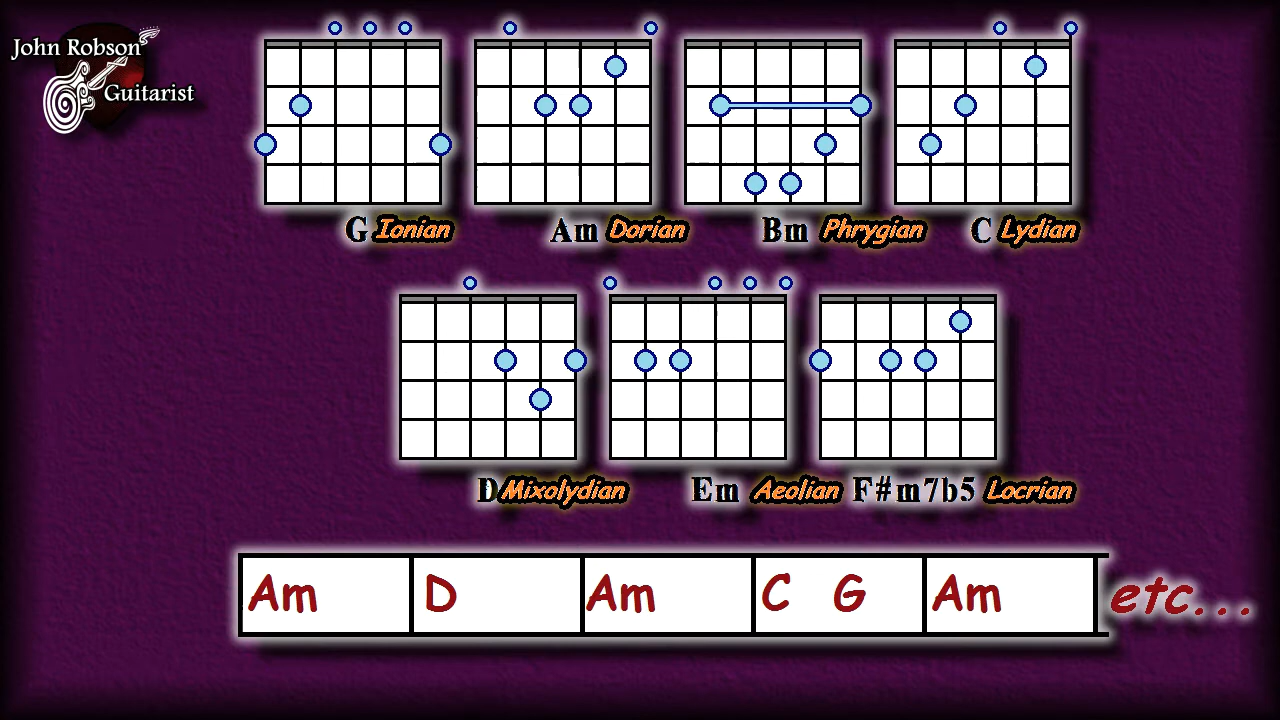 John Robson
Guitarist
G Ionian Am Dorian Bm Phrygian C Lydian
D Mixolydian Em Aeolian F#m7b5 Locrian
Am D Am C G Am etc...